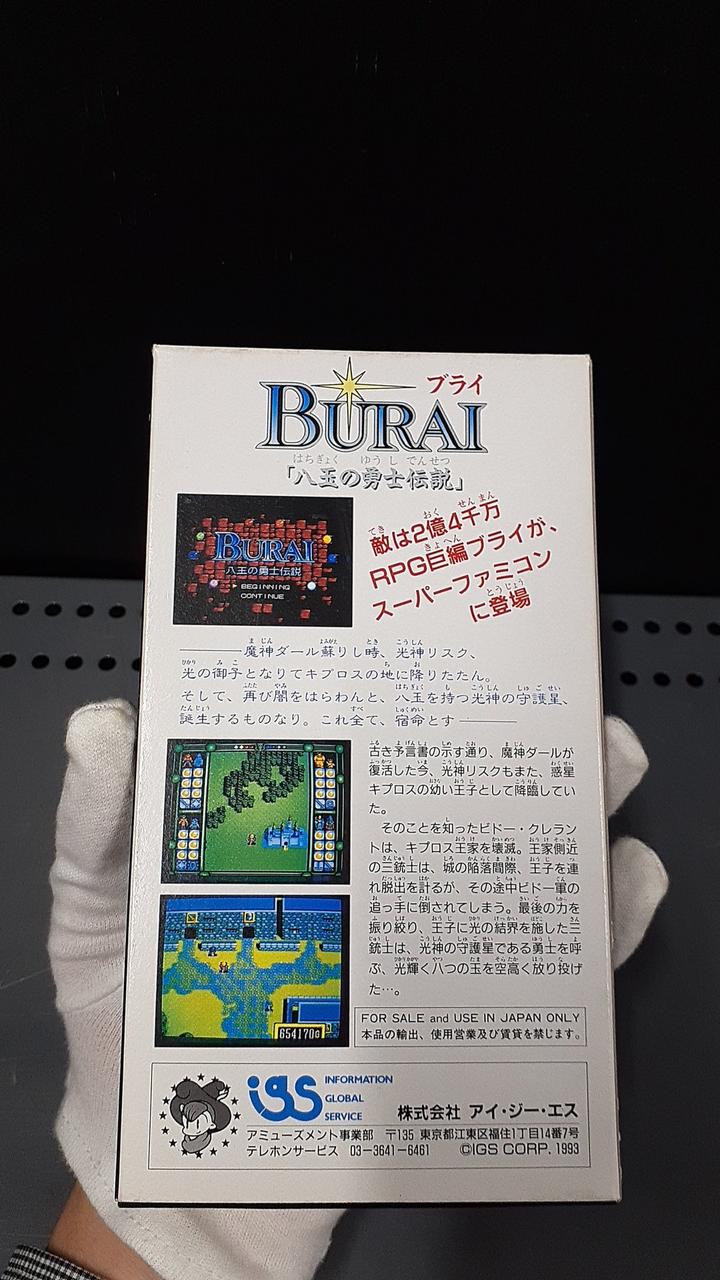 ブライ
BURAI
はちぎょく ゆうし でんせつ
「八玉の勇士伝説」
BURAI
八玉の勇士伝説
BEGINNING
CONTINUE
敵は2億4千万
RPG巨編ブライが、
スーパーファミコン
に登場
———魔神ダール蘇りし時、光神リスク、
光の御子となりてキプロスの地に降りたたん。
そして、再び闇をはらわんと、八玉を持つ光神の守護星、
誕生するものなり。これ全て、宿命とす———
古き予言書の示す通り、魔神ダールが
復活した今、光神リスクもまた、惑星
キプロスの幼い王子として降臨してい
た。
そのことを知ったビドー・クレラン
トは、キプロス王家を壊滅。王家側近
の三銃士は、城の陥落間際、王子を連
れ脱出を計るが、その途中ビドー軍の
追っ手に倒されてしまう。最後の力を
振り絞り、王子に光の結界を施した三
銃士は、光神の守護星である勇士を呼
ぶ、光輝く八つの玉を空高く放り投げ
た…。
654170G
FOR SALE and USE IN JAPAN ONLY
本品の輸出、使用営業及び賃貸を禁じます。
igs INFORMATION
GLOBAL
SERVICE
株式会社 アイ・ジー・エス
アミューズメント事業部 〒135 東京都江東区福住1丁目14番7号
テレホンサービス 03-3641-6461 ©IGS CORP. 1993